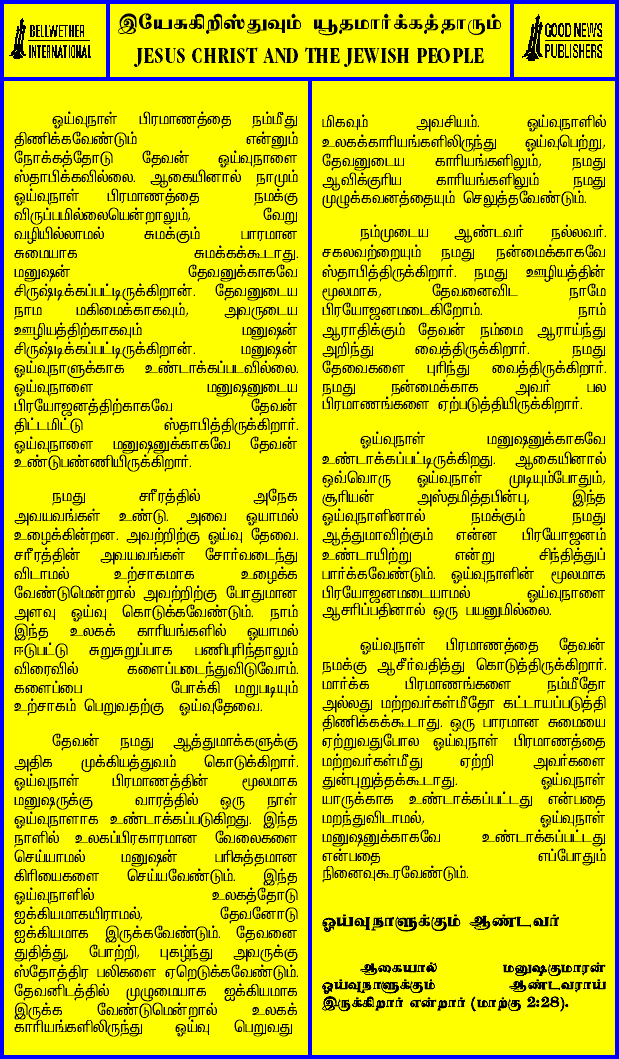 BELLWETHER
INTERNATIONAL
இயேசுகிறிஸ்துவும் யூதமார்க்கத்தாரும்
JESUS CHRIST AND THE JEWISH PEOPLE
GOOD NEWS
PUBLISHERS
ஓய்வுநாள் பிரமாணத்தை நம்மீது
திணிக்கவேண்டும் என்னும்
நோக்கத்தோடு தேவன் ஓய்வுநாளை
ஸ்தாபிக்கவில்லை. ஆகையினால் நாமும்
ஓய்வுநாள் பிரமாணத்தை நமக்கு
விருப்பமில்லையென்றாலும், வேறு
வழியில்லாமல் சுமக்கும் பாரமான
சுமையாக சுமக்கக்கூடாது.
மனுஷன் தேவனுக்காகவே
சிருஷ்டிக்கப்பட்டிருக்கிறான். தேவனுடைய
நாம மகிமைக்காகவும், அவருடைய
ஊழியத்திற்காகவும் மனுஷன்
சிருஷ்டிக்கப்பட்டிருக்கிறான். மனுஷன்
ஓய்வுநாளுக்காக உண்டாக்கப்படவில்லை.
ஓய்வுநாளை மனுஷனுடைய
பிரயோஜனத்திற்காகவே தேவன்
திட்டமிட்டு ஸ்தாபித்திருக்கிறார்.
ஓய்வுநாளை மனுஷனுக்காகவே தேவன்
உண்டுபண்ணியிருக்கிறார்.
நமது சரீரத்தில் அநேக
அவயவங்கள் உண்டு. அவை ஓயாமல்
உழைக்கின்றன. அவற்றிற்கு ஓய்வு தேவை.
சரீரத்தின் அவயவங்கள் சோர்வடைந்து
விடாமல் உற்சாகமாக உழைக்க
வேண்டுமென்றால் அவற்றிற்கு போதுமான
அளவு ஓய்வு கொடுக்கவேண்டும். நாம்
இந்த உலகக் காரியங்களில் ஓயாமல்
ஈடுபட்டு சுறுசுறுப்பாக பணிபுரிந்தாலும்
விரைவில் களைப்படைந்துவிடுவோம்.
களைப்பை போக்கி மறுபடியும்
உற்சாகம் பெறுவதற்கு ஓய்வுதேவை.
தேவன் நமது ஆத்துமாக்களுக்கு
அதிக முக்கியத்துவம் கொடுக்கிறார்.
ஓய்வுநாள் பிரமாணத்தின் மூலமாக
மனுஷருக்கு வாரத்தில் ஒரு நாள்
ஓய்வுநாளாக உண்டாக்கப்படுகிறது. இந்த
நாளில் உலகப்பிரகாரமான வேலைகளை
செய்யாமல் மனுஷன் பரிசுத்தமான
கிரியைகளை செய்யவேண்டும். இந்த
ஓய்வுநாளில் உலகத்தோடு
ஐக்கியமாகயிராமல், தேவனோடு
ஐக்கியமாக இருக்கவேண்டும். தேவனை
துதித்து, போற்றி, புகழ்ந்து அவருக்கு
ஸ்தோத்திர பலிகளை ஏறெடுக்கவேண்டும்.
தேவனிடத்தில் முழுமையாக ஐக்கியமாக
இருக்க வேண்டுமென்றால் உலகக்
காரியங்களிலிருந்து ஓய்வு பெறுவது
மிகவும் அவசியம். ஓய்வுநாளில்
உலகக்காரியங்களிலிருந்து ஓய்வுபெற்று,
தேவனுடைய காரியங்களிலும், நமது
ஆவிக்குரிய காரியங்களிலும் நமது
முழுக்கவனத்தையும் செலுத்தவேண்டும்.
நம்முடைய ஆண்டவர் நல்லவர்.
சகலவற்றையும் நமது நன்மைக்காகவே
ஸ்தாபித்திருக்கிறார். நமது ஊழியத்தின்
மூலமாக, தேவனைவிட நாமே
பிரயோஜனமடைகிறோம். நாம்
ஆராதிக்கும் தேவன் நம்மை ஆராய்ந்து
அறிந்து வைத்திருக்கிறார். நமது
தேவைகளை புரிந்து வைத்திருக்கிறார்.
நமது நன்மைக்காக அவர் பல
பிரமாணங்களை ஏற்படுத்தியிருக்கிறார்.
ஓய்வுநாள் மனுஷனுக்காகவே
உண்டாக்கப்பட்டிருக்கிறது. ஆகையினால்
ஒவ்வொரு ஓய்வுநாள் முடியும்போதும்,
சூரியன் அஸ்தமித்தபின்பு, இந்த
ஓய்வுநாளினால் நமக்கும் நமது
ஆத்துமாவிற்கும் என்ன பிரயோஜனம்
உண்டாயிற்று என்று சிந்தித்துப்
பார்க்கவேண்டும். ஓய்வுநாளின் மூலமாக
பிரயோஜனமடையாமல் ஓய்வுநாளை
ஆசரிப்பதினால் ஒரு பயனுமில்லை.
ஓய்வுநாள் பிரமாணத்தை தேவன்
நமக்கு ஆசீர்வதித்து கொடுத்திருக்கிறார்.
மார்க்க பிரமாணங்களை நம்மீதோ
அல்லது மற்றவர்கள்மீதோ கட்டாயப்படுத்தி
திணிக்கக்கூடாது. ஒரு பாரமான சுமையை
ஏற்றுவதுபோல ஓய்வுநாள் பிரமாணத்தை
மற்றவர்கள்மீது ஏற்றி அவர்களை
துன்புறுத்தக்கூடாது. ஓய்வுநாள்
யாருக்காக உண்டாக்கப்பட்டது என்பதை
மறந்துவிடாமல், ஓய்வுநாள்
மனுஷனுக்காகவே உண்டாக்கப்பட்டது
என்பதை எப்போதும்
நினைவுகூரவேண்டும்.
ஓய்வுநாளுக்கும் ஆண்டவர்
ஆகையால் மனுஷகுமாரன்
ஓய்வுநாளுக்கும் ஆண்டவராய்
இருக்கிறார் என்றார் (மாற்கு 2:28).